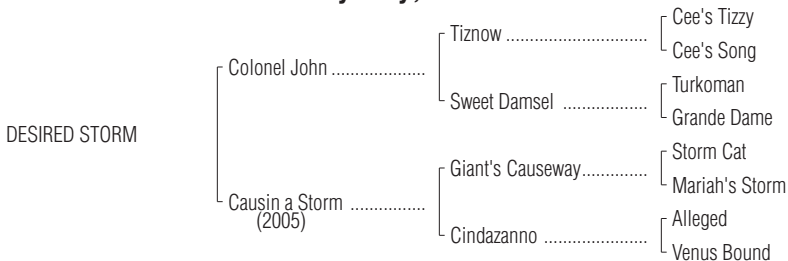 Cee's Tizzy
Tiznow ................................
Cee's Song
Colonel John .....................
Turkoman
Sweet Damsel ...................
Grande Dame
DESIRED STORM
Storm Cat
Giant's Causeway...............
Mariah's Storm
Causin a Storm .................
(2005)
Alleged
Cindazanno .......................
Venus Bound